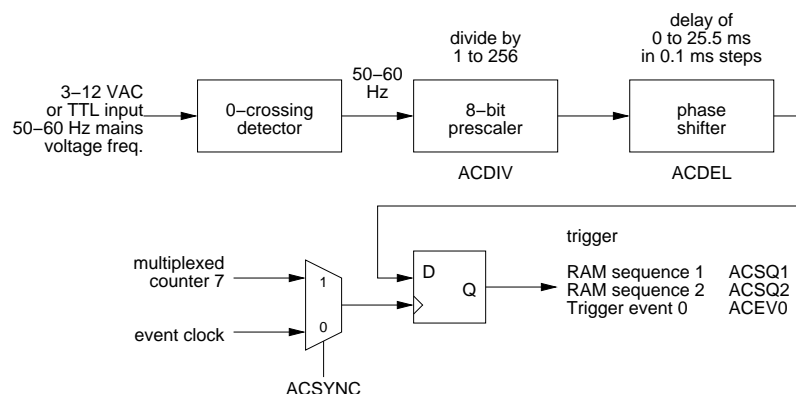 3−12 VAC
or TTL input
50−60 Hz mains
voltage freq.
0−crossing
detector
50−60
Hz
divide by
1 to 256
8−bit
prescaler
ACDIV
delay of
0 to 25.5 ms
in 0.1 ms steps
phase
shifter
ACDEL
multiplexed
counter 7
event clock
1
0
ACSYNC
D
Q
trigger
RAM sequence 1 ACSQ1
RAM sequence 2 ACSQ2
Trigger event 0 ACEV0